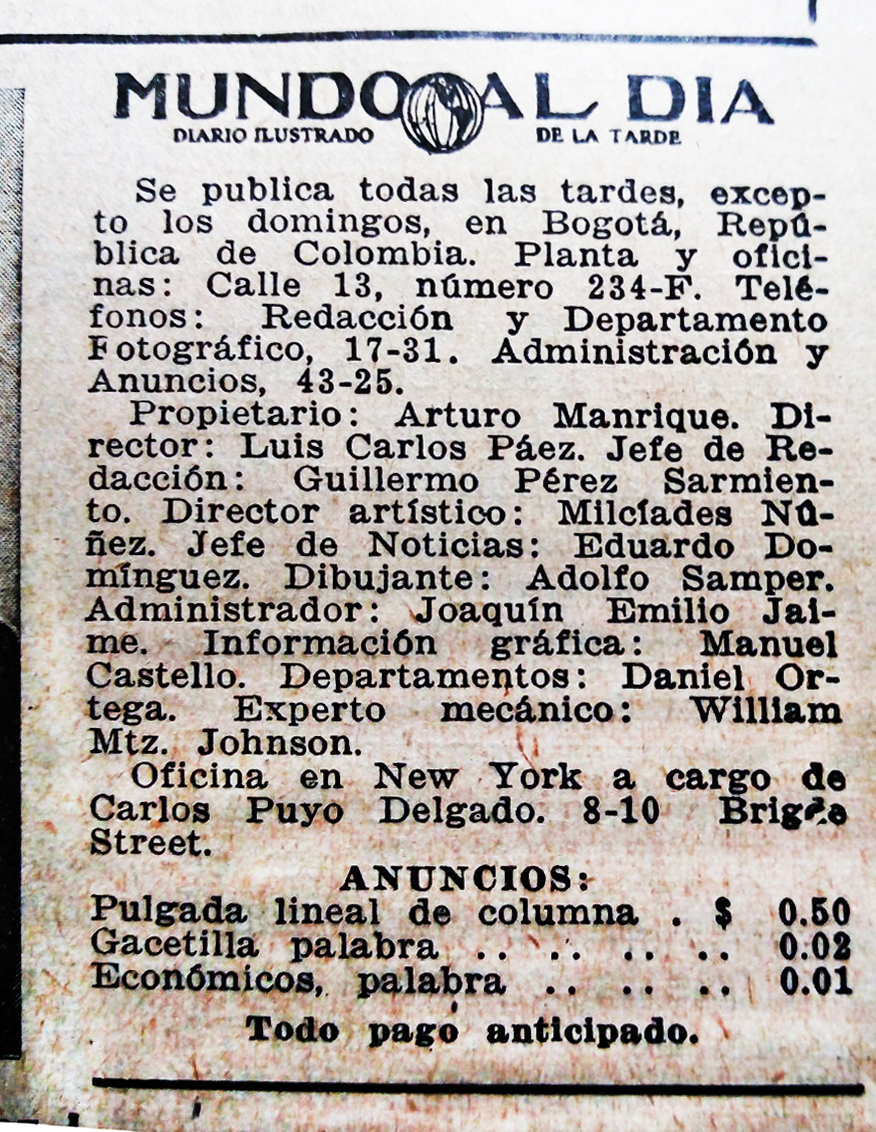 MUNDO AL DIA
DIARIO ILUSTRADO DE LA TARDE
Se publica todas las tardes, excep-
to los domingos, en Bogotá, Repú-
blica de Colombia. Planta y ofici-
nas: Calle 13, número 234-F. Telé-
fonos: Redacción y Departamento
Fotográfico, 17-31. Administración y
Anuncios, 43-25.
Propietario: Arturo Manrique. Di-
rector: Luis Carlos Páez. Jefe de Re-
dacción: Guillermo Pérez Sarmien-
to. Director artístico: Milcíades Nú-
ñez. Jefe de Noticias: Eduardo Do-
mínguez. Dibujante: Adolfo Samper.
Administrador: Joaquín Emilio Jai-
me. Información gráfica: Manuel
Castello. Departamentos: Daniel Or-
tega. Experto mecánico: William
Mtz. Johnson.
Oficina en New York a cargo de
Carlos Puyo Delgado. 8-10
Street.
ANUNCIOS:
Pulgada lineal de columna . $ 0.50
Gacetilla palabra .. .. .. .. 0.02
Económicos, palabra .. .. .. 0.01
Todo pago anticipado.